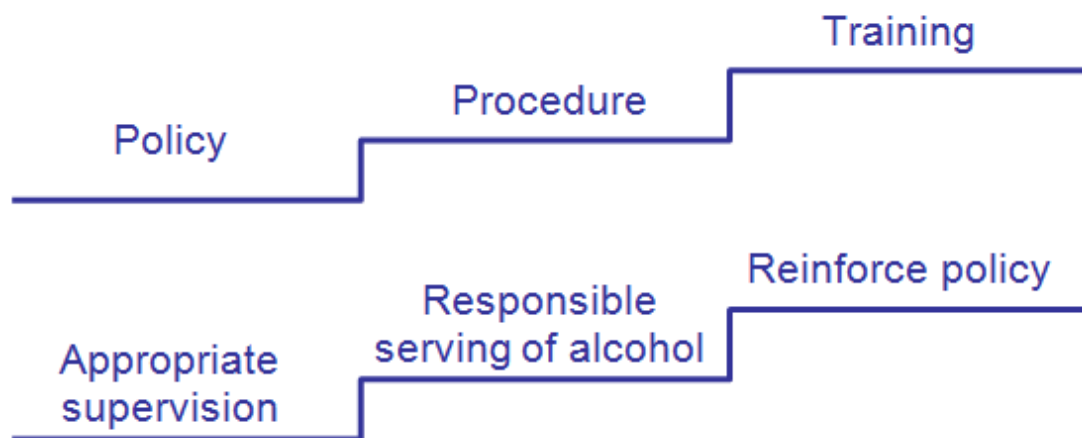 Policy
Procedure
Training
Appropriate
supervision
Responsible
serving of alcohol
Reinforce policy